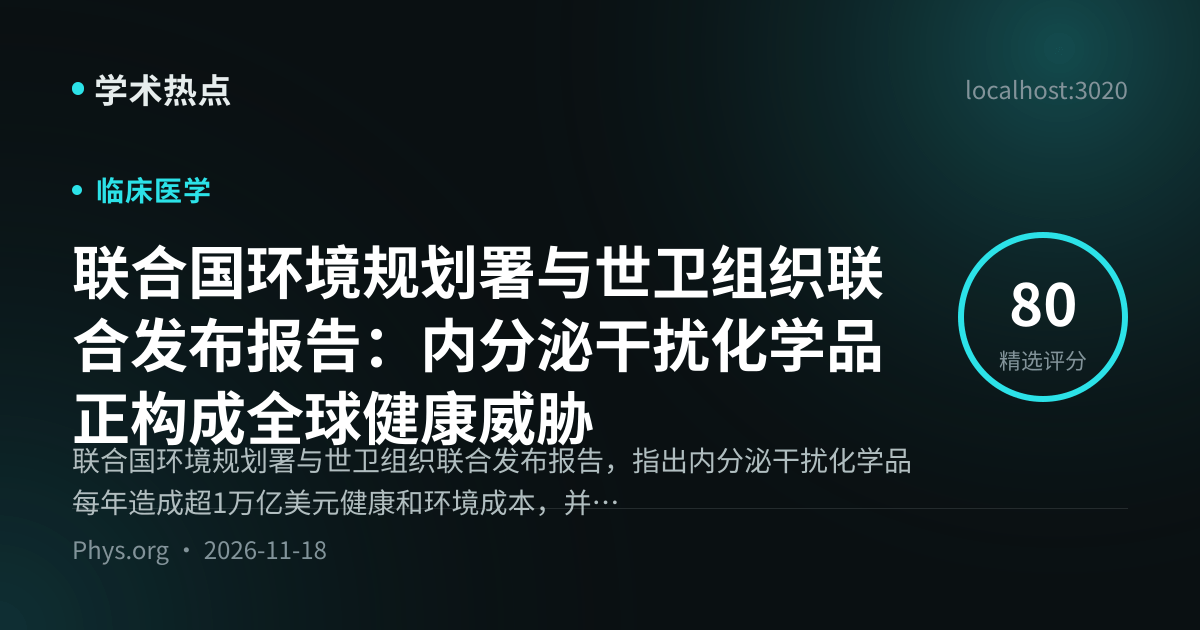 学术热点
localhost:3020
临床医学
联合国环境规划署与世卫组织联
合发布报告：内分泌干扰化学品
正构成全球健康威胁
80
精选评分
联合国环境规划署与世卫组织联合发布报告，指出内分泌干扰化学品
每年造成超1万亿美元健康和环境成本，并…
Phys.org · 2026-11-18